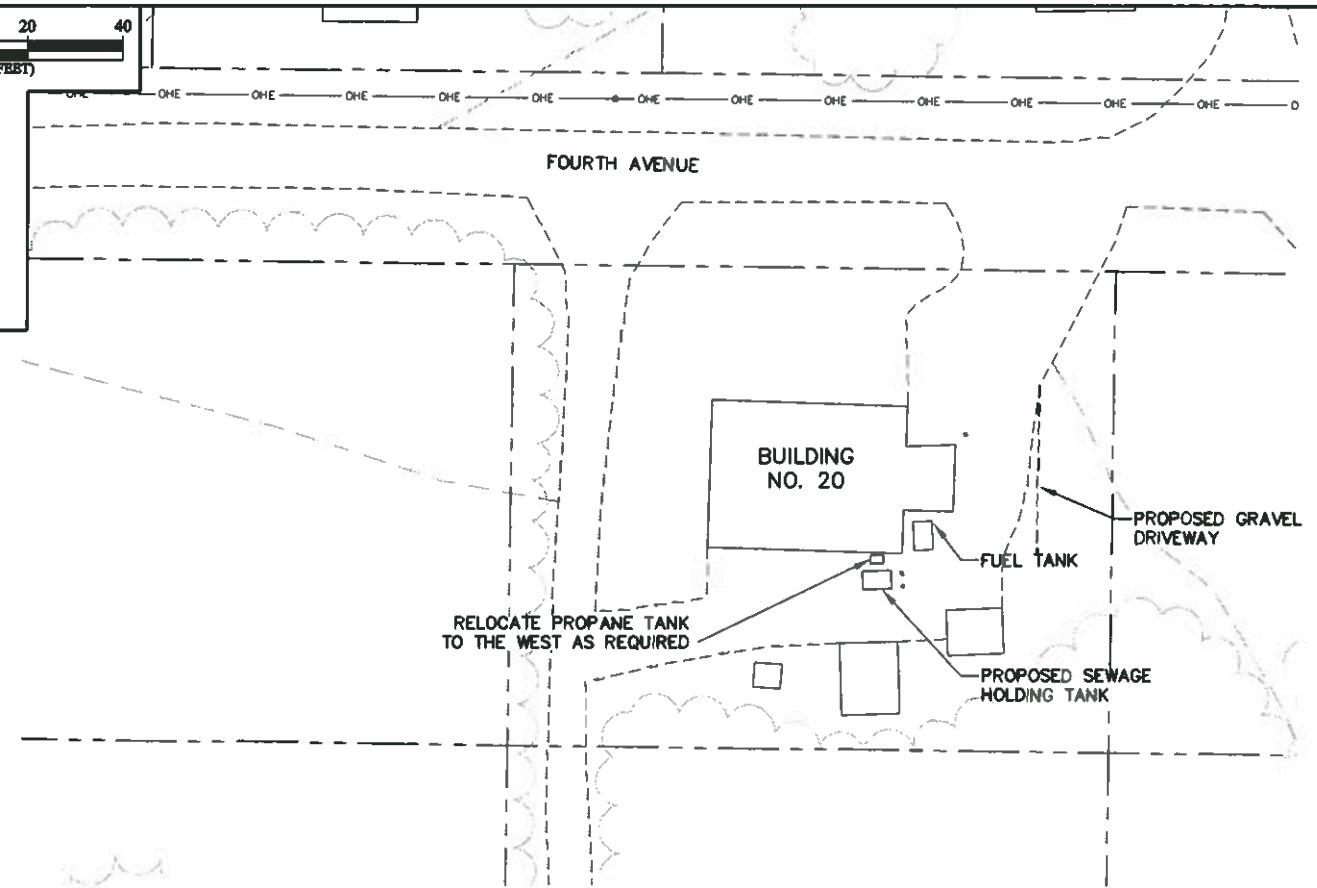 20 40
FEET)
OHE OHE OHE OHE OHE OHE OHE OHE OHE OHE OHE OHE OHE
FOURTH AVENUE
BUILDING
NO. 20
PROPOSED GRAVEL
DRIVEWAY
FUEL TANK
RELOCATE PROPANE TANK
TO THE WEST AS REQUIRED
PROPOSED SEWAGE
HOLDING TANK